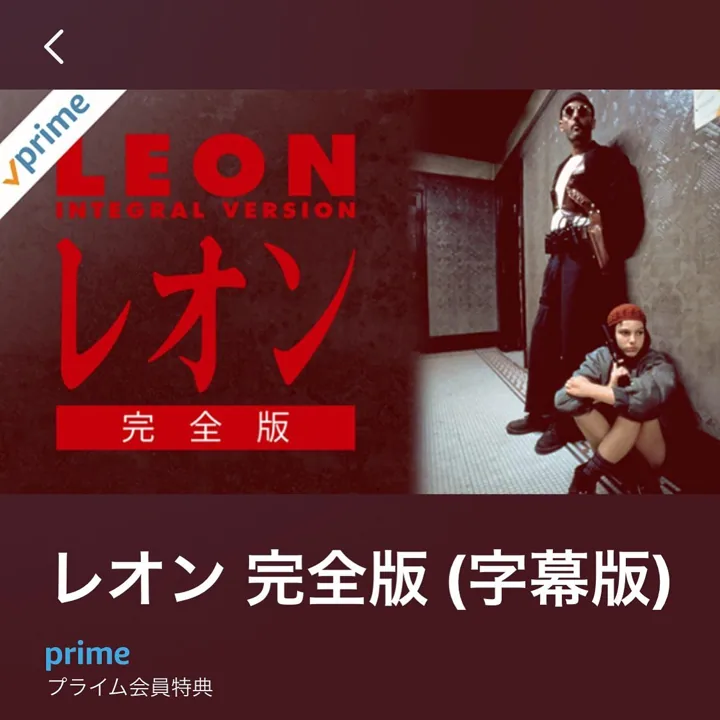 prime
LEON
INTEGRAL VERSION
レオン
完全版
レオン 完全版 (字幕版)
prime
プライム会員特典